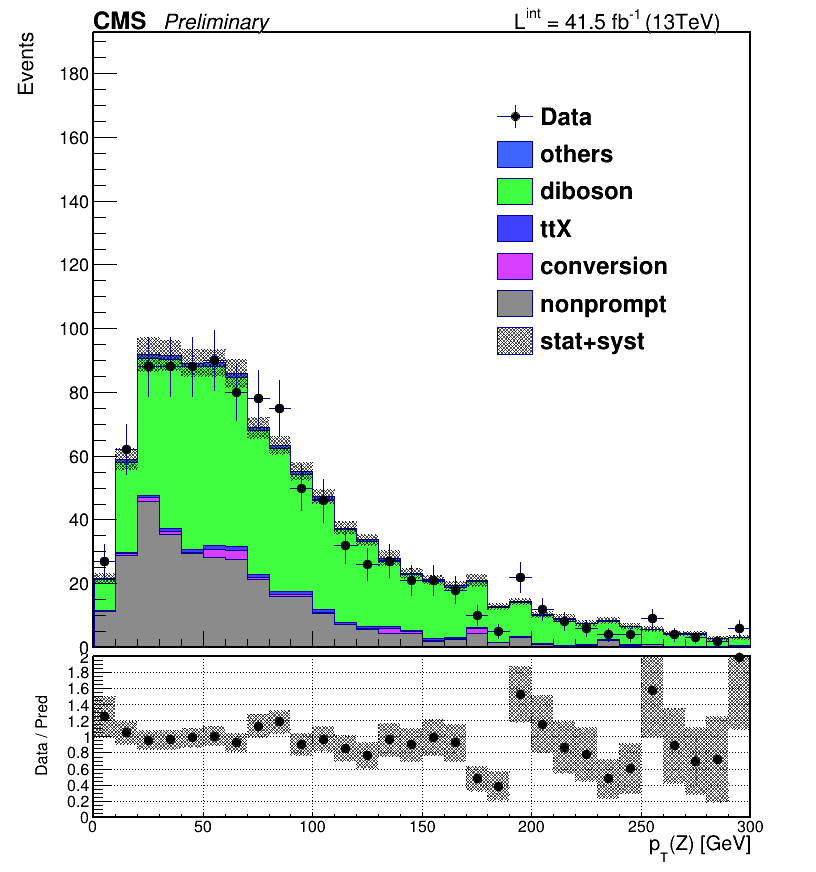 CMS Preliminary L^int = 41.5 fb^-1 (13TeV)
Events
180
160
140
120
100
80
60
40
20
0
Data
others
diboson
ttX
conversion
nonprompt
stat+syst
Data / Pred
2
1.8
1.6
1.4
1.2
1
0.8
0.6
0.4
0.2
0
0 50 100 150 200 250 300
p_T(Z) [GeV]